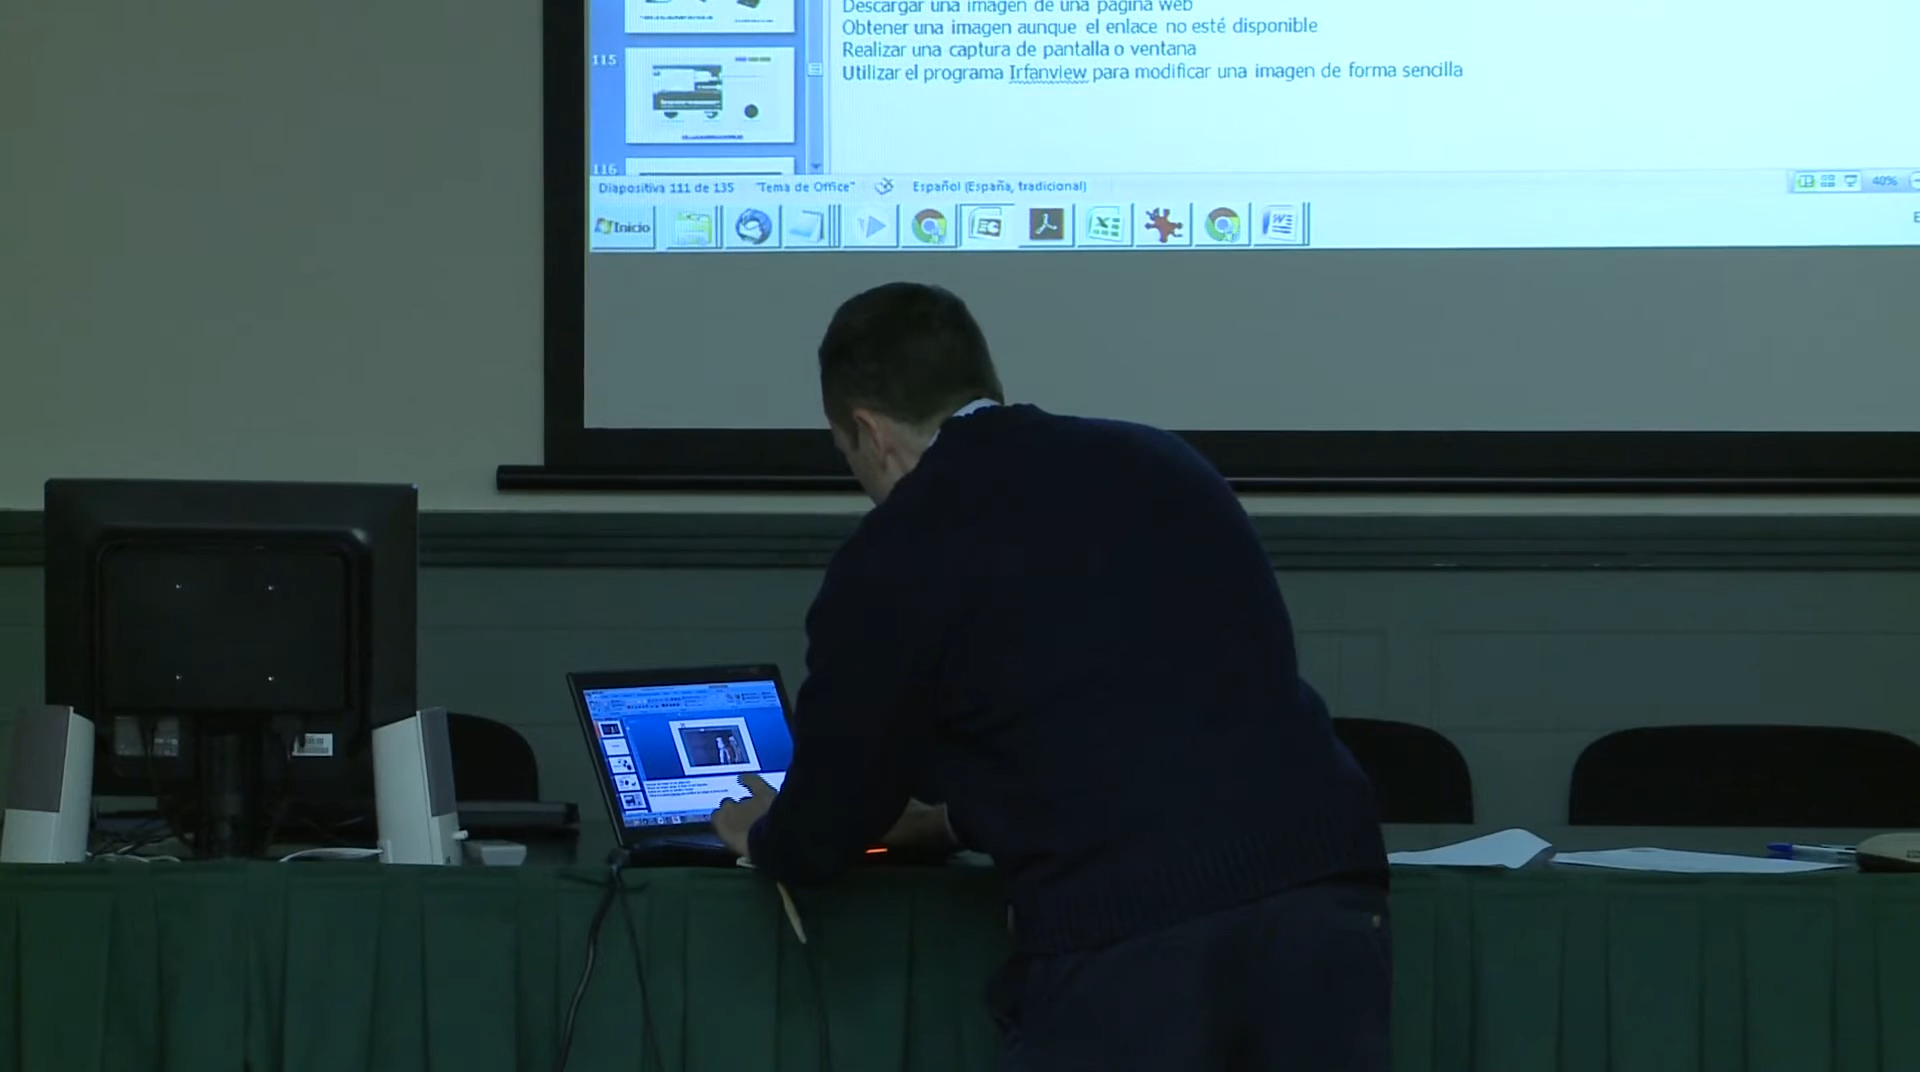 Descargar una imagen de una página web
Obtener una imagen aunque el enlace no esté disponible
Realizar una captura de pantalla o ventana
Utilizar el programa Irfanview para modificar una imagen de forma sencilla
115
116
Diapositiva 111 de 135 "Tema de Office" Español (España, tradicional) 40%
Inicio